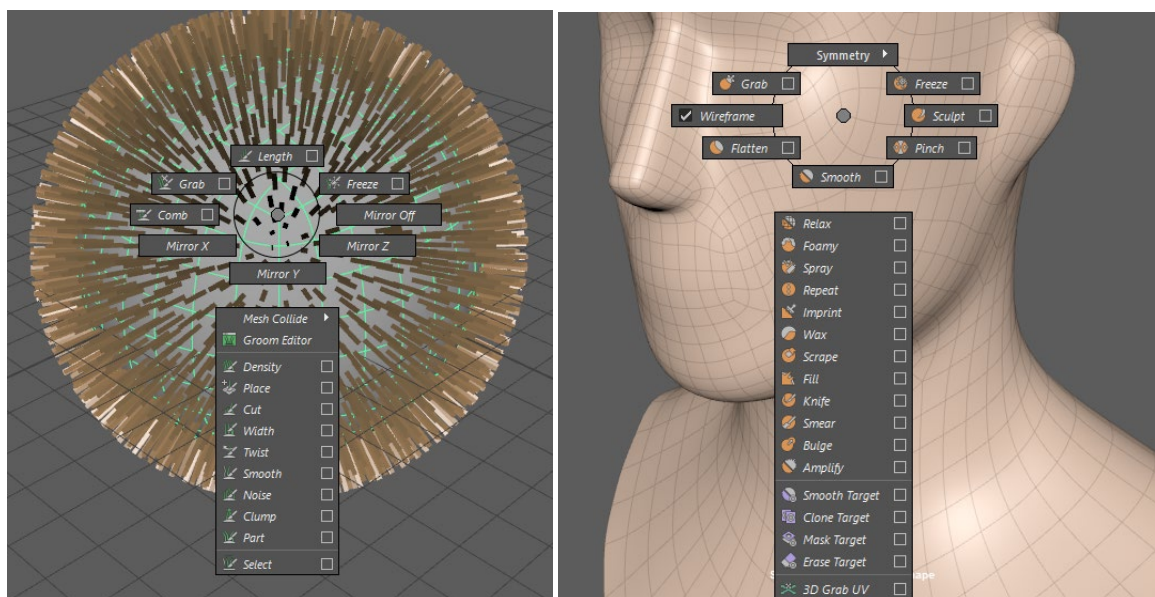 Length
Grab
Freeze
Comb
Mirror Off
Mirror X
Mirror Z
Mirror Y
Mesh Collide
Groom Editor
Density
Place
Cut
Width
Twist
Smooth
Noise
Clump
Part
Select
Symmetry
Grab
Freeze
Wireframe
Sculpt
Flatten
Pinch
Smooth
Relax
Foamy
Spray
Repeat
Imprint
Wax
Scrape
Fill
Knife
Smear
Bulge
Amplify
Smooth Target
Clone Target
Mask Target
Erase Target
3D Grab UV